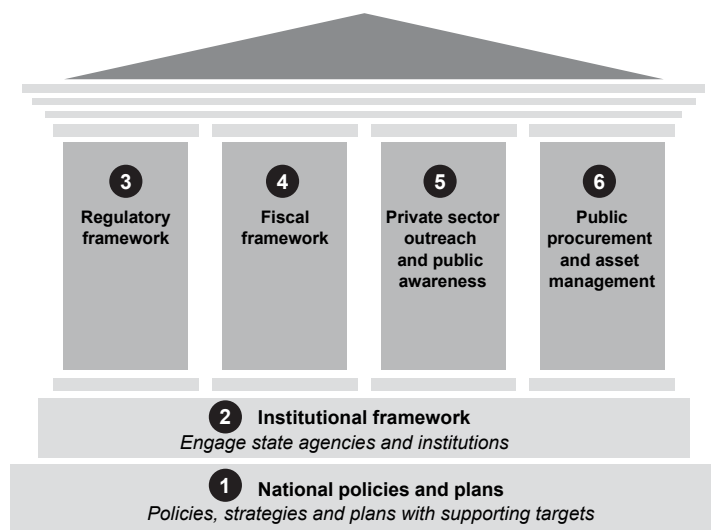 3
Regulatory
framework
4
Fiscal
framework
5
Private sector
outreach
and public
awareness
6
Public
procurement
and asset
management
2 Institutional framework
Engage state agencies and institutions
1 National policies and plans
Policies, strategies and plans with supporting targets